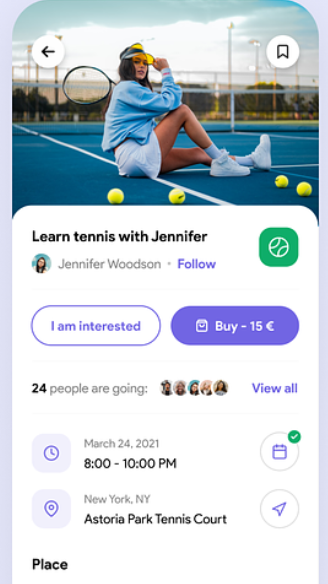 Learn tennis with Jennifer
Jennifer Woodson • Follow
I am interested
Buy - 15 €
24 people are going:
View all
March 24, 2021
8:00 - 10:00 PM
New York, NY
Astoria Park Tennis Court
Place